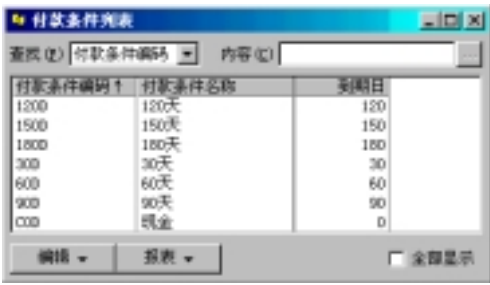 付款条件列表
查找(F) 付款条件编码 内容(C) ...
付款条件编码↑ 付款条件名称 到期日
120D 120天 120
150D 150天 150
180D 180天 180
30D 30天 30
60D 60天 60
90D 90天 90
COD 现金 0
编辑 报表 全部显示